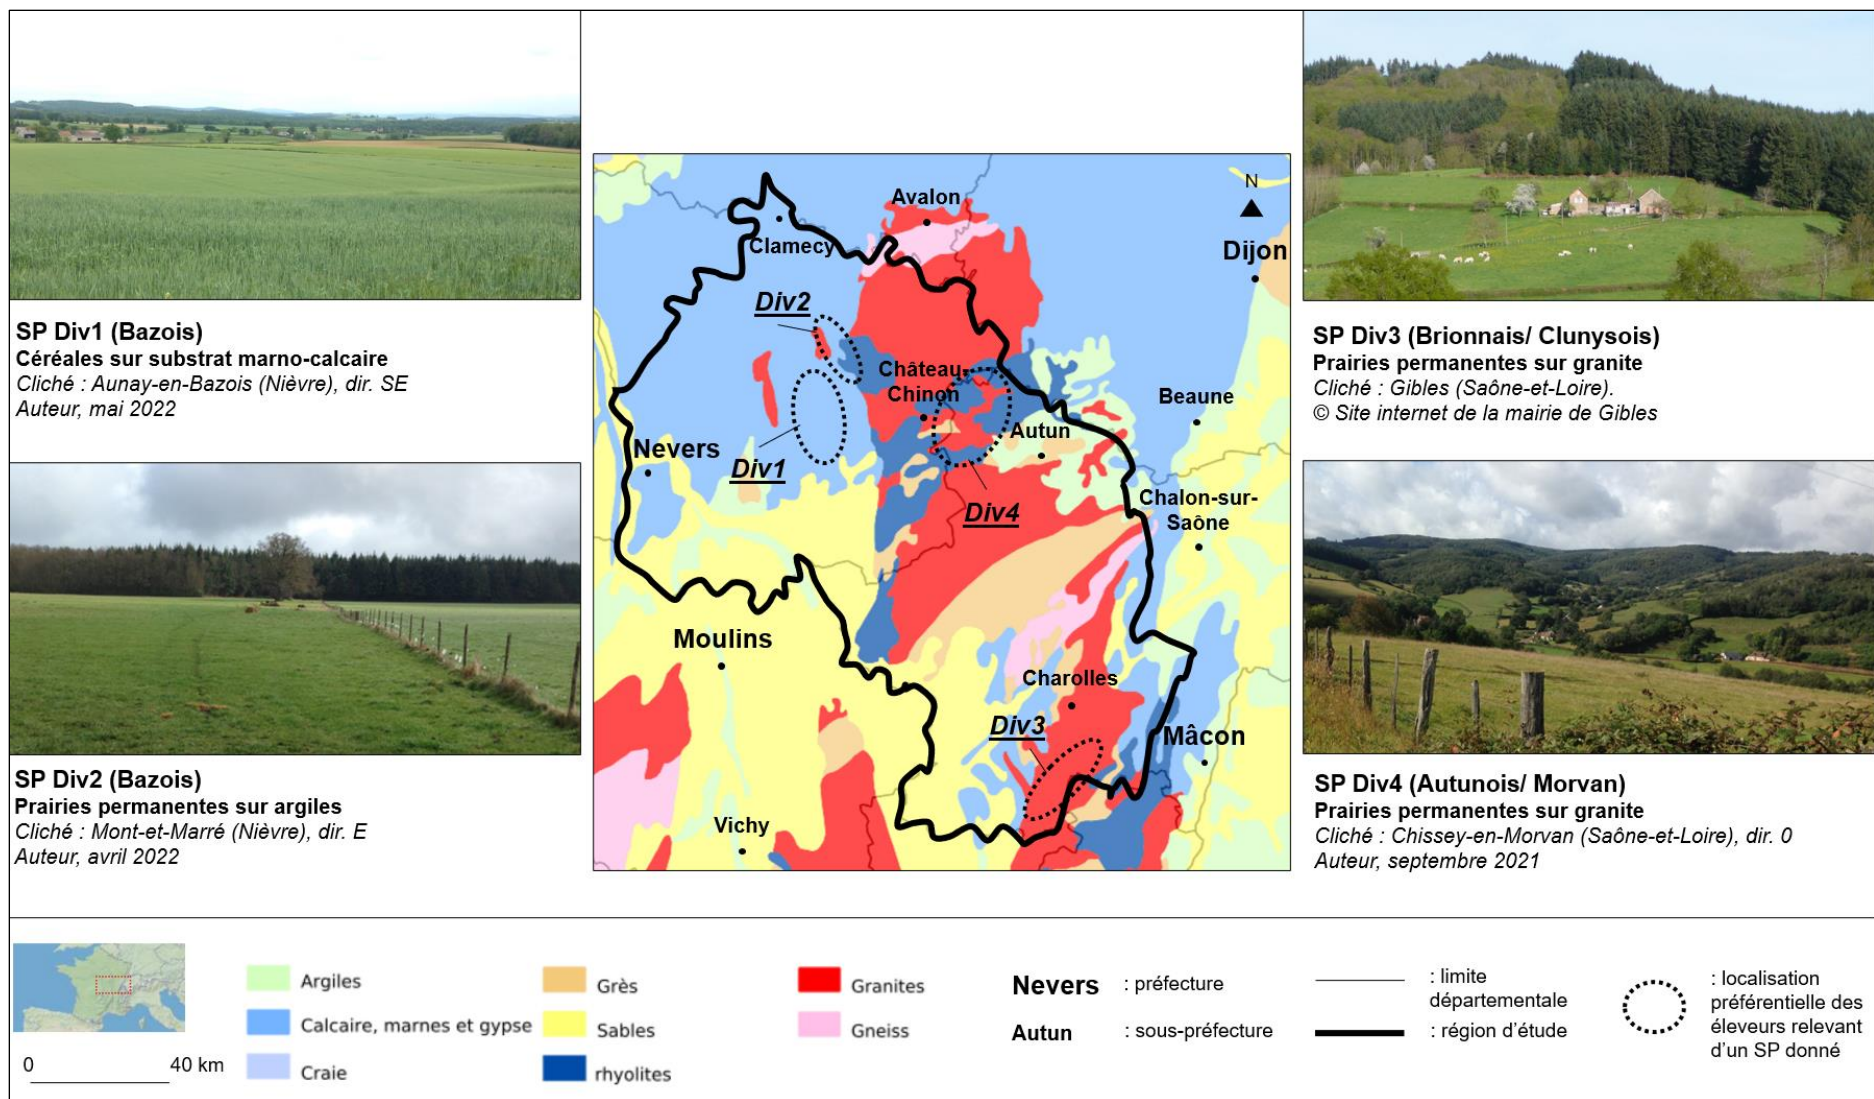 SP Div1 (Bazois)
Céréales sur substrat marno-calcaire
Cliché : Aunay-en-Bazois (Nièvre), dir. SE
Auteur, mai 2022
SP Div2 (Bazois)
Prairies permanentes sur argiles
Cliché : Mont-et-Marré (Nièvre), dir. E
Auteur, avril 2022
N
Avalon
Clamecy
Dijon
Div2
Château-
Chinon
Beaune
Autun
Nevers
Div1
Div4
Chalon-sur-
Saône
Moulins
Charolles
Div3
Mâcon
Vichy
SP Div3 (Brionnais/ Clunysois)
Prairies permanentes sur granite
Cliché : Gibles (Saône-et-Loire).
© Site internet de la mairie de Gibles
SP Div4 (Autunois/ Morvan)
Prairies permanentes sur granite
Cliché : Chissey-en-Morvan (Saône-et-Loire), dir. 0
Auteur, septembre 2021
0 40 km
Argiles
Calcaire, marnes et gypse
Craie
Grès
Sables
rhyolites
Granites
Gneiss
Nevers : préfecture
Autun : sous-préfecture
: limite
départementale
: région d'étude
: localisation
préférentielle des
éleveurs relevant
d'un SP donné